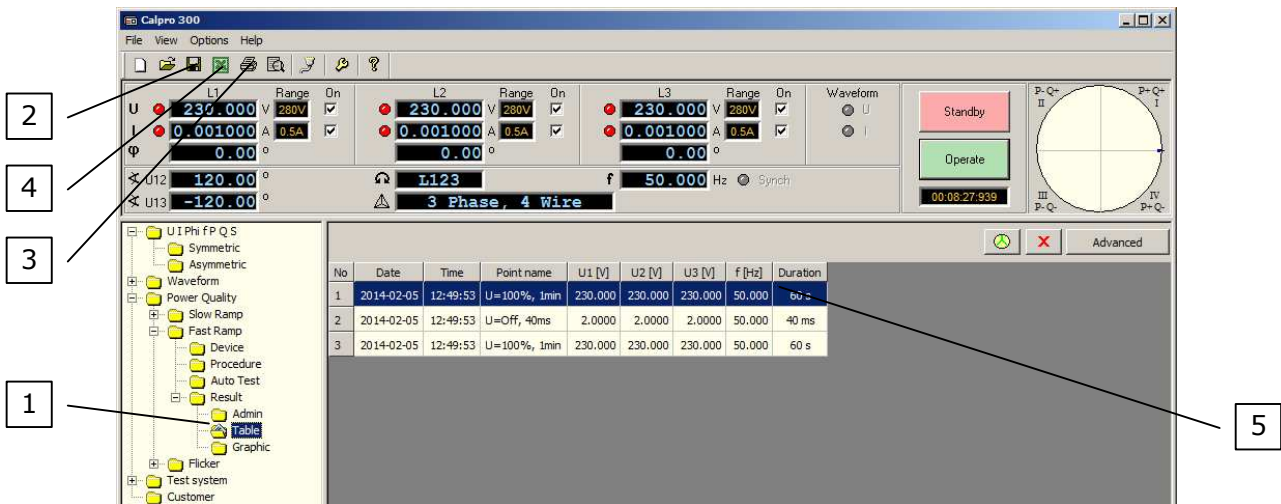 Calpro 300
File View Options Help
L1 Range On L2 Range On L3 Range On Waveform
U 230.000 V 280V 230.000 V 280V 230.000 V 280V U
I 0.001000 A 0.5A 0.001000 A 0.5A 0.001000 A 0.5A I
φ 0.00 ° 0.00 ° 0.00 °
U12 120.00 ° L123 f 50.000 Hz Synch
U13 -120.00 ° 3 Phase, 4 Wire
Standby
Operate
00:08:27:939
P- Q+ P+ Q+
II I
III IV
P- Q- P+ Q-
2
4
3
1
5
U I Phi f P Q S
Symmetric
Asymmetric
Waveform
Power Quality
Slow Ramp
Fast Ramp
Device
Procedure
Auto Test
Result
Admin
Table
Graphic
Flicker
Test system
Customer
Advanced
No Date Time Point name U1 [V] U2 [V] U3 [V] f [Hz] Duration
1 2014-02-05 12:49:53 U=100%, 1min 230.000 230.000 230.000 50.000 60 s
2 2014-02-05 12:49:53 U=Off, 40ms 2.0000 2.0000 2.0000 50.000 40 ms
3 2014-02-05 12:49:53 U=100%, 1min 230.000 230.000 230.000 50.000 60 s